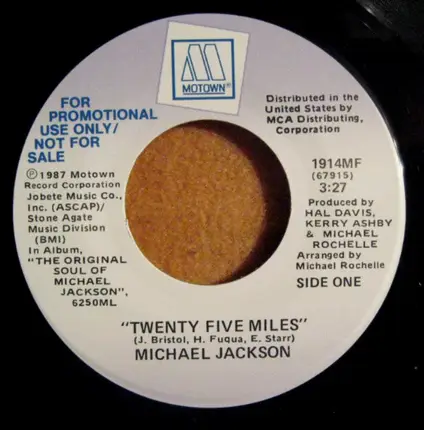 MOTOWN®
FOR
PROMOTIONAL
USE ONLY/
NOT FOR
SALE
℗ 1987 Motown
Record Corporation
Jobete Music Co.,
Inc. (ASCAP)/
Stone Agate
Music Division
(BMI)
In Album,
"THE ORIGINAL
SOUL OF
MICHAEL
JACKSON",
6250ML
Distributed in the
United States by
MCA Distributing,
Corporation
1914MF
(67915)
3:27
Produced by
HAL DAVIS,
KERRY ASHBY
& MICHAEL
ROCHELLE
Arranged by
Michael Rochelle
SIDE ONE
"TWENTY FIVE MILES"
(J. Bristol, H. Fuqua, E. Starr)
MICHAEL JACKSON